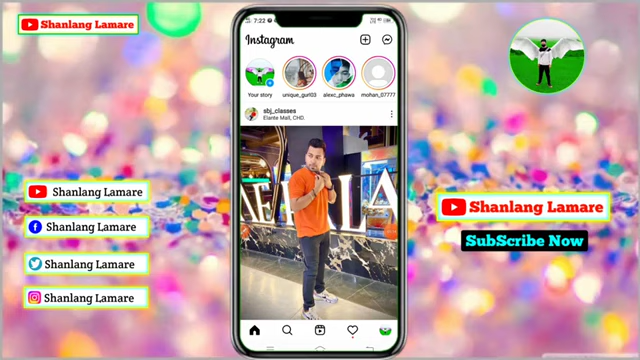 Shanlang Lamare
7:22
Instagram
Your story
unique_gurl03
alexc_phawa
mohan_07777
sbj_classes
Elante Mall, CHD.
Shanlang Lamare
Shanlang Lamare
Shanlang Lamare
Shanlang Lamare
Shanlang Lamare
SubScribe Now